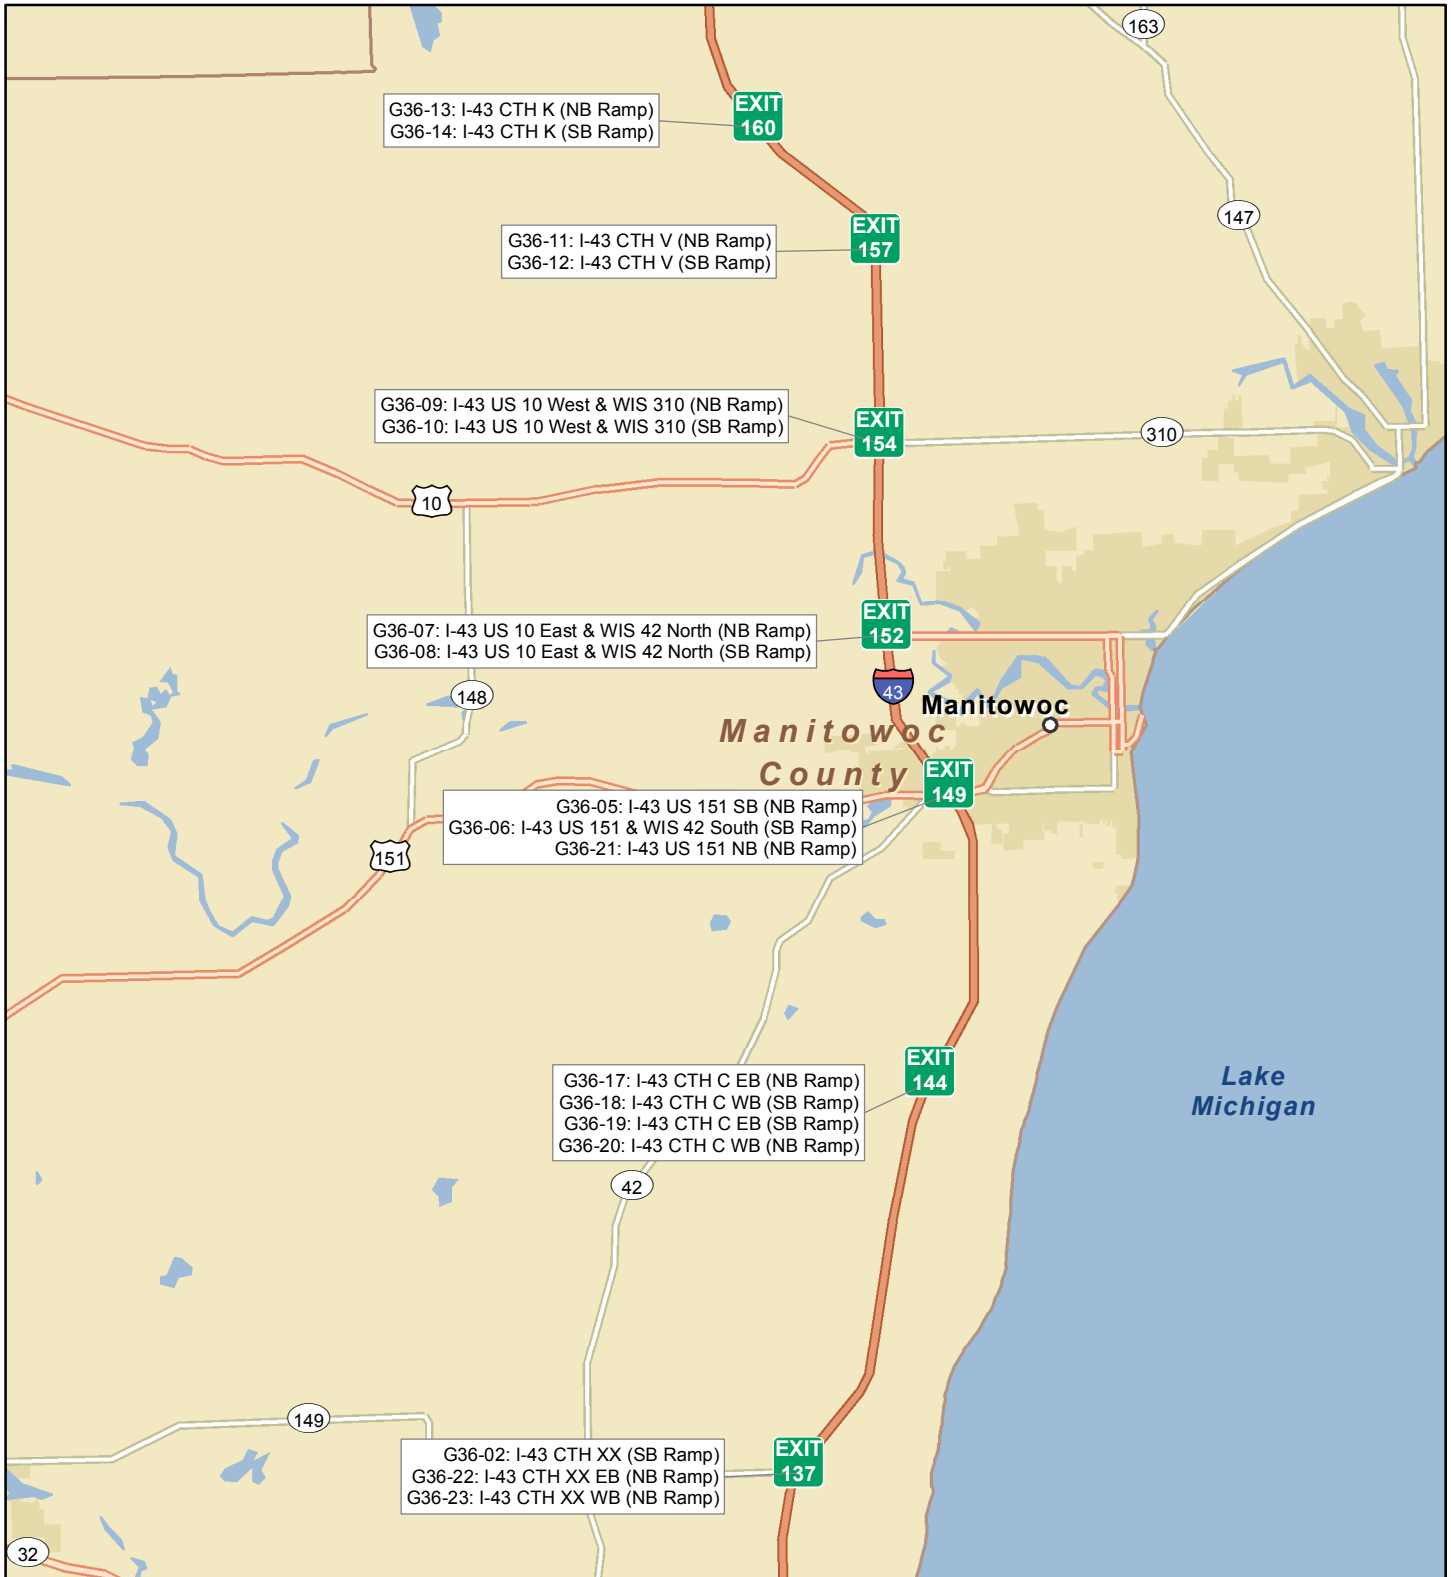 163
G36-13: I-43 CTH K (NB Ramp)
G36-14: I-43 CTH K (SB Ramp)
EXIT
160
147
G36-11: I-43 CTH V (NB Ramp)
G36-12: I-43 CTH V (SB Ramp)
EXIT
157
G36-09: I-43 US 10 West & WIS 310 (NB Ramp)
G36-10: I-43 US 10 West & WIS 310 (SB Ramp)
EXIT
154
310
10
G36-07: I-43 US 10 East & WIS 42 North (NB Ramp)
G36-08: I-43 US 10 East & WIS 42 North (SB Ramp)
EXIT
152
148
43
Manitowoc
Manitowoc
County
EXIT
149
G36-05: I-43 US 151 SB (NB Ramp)
G36-06: I-43 US 151 & WIS 42 South (SB Ramp)
G36-21: I-43 US 151 NB (NB Ramp)
151
EXIT
144
G36-17: I-43 CTH C EB (NB Ramp)
G36-18: I-43 CTH C WB (SB Ramp)
G36-19: I-43 CTH C EB (SB Ramp)
G36-20: I-43 CTH C WB (NB Ramp)
Lake
Michigan
42
149
G36-02: I-43 CTH XX (SB Ramp)
G36-22: I-43 CTH XX EB (NB Ramp)
G36-23: I-43 CTH XX WB (NB Ramp)
EXIT
137
32